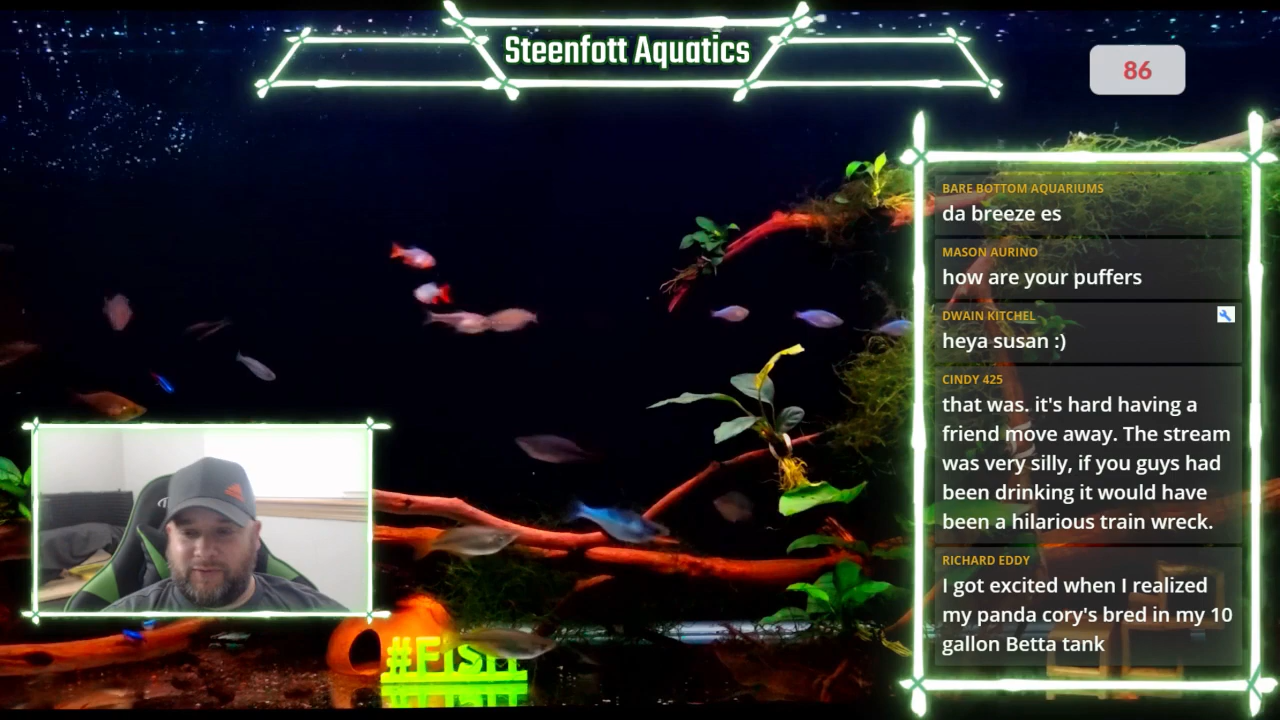 Steenfott Aquatics
86
BARE BOTTOM AQUARIUMS
da breeze es
MASON AURINO
how are your puffers
DWAIN KITCHEL
heya susan :)
CINDY 425
that was. it's hard having a
friend move away. The stream
was very silly, if you guys had
been drinking it would have
been a hilarious train wreck.
RICHARD EDDY
I got excited when I realized
my panda cory's bred in my 10
gallon Betta tank
#FISH